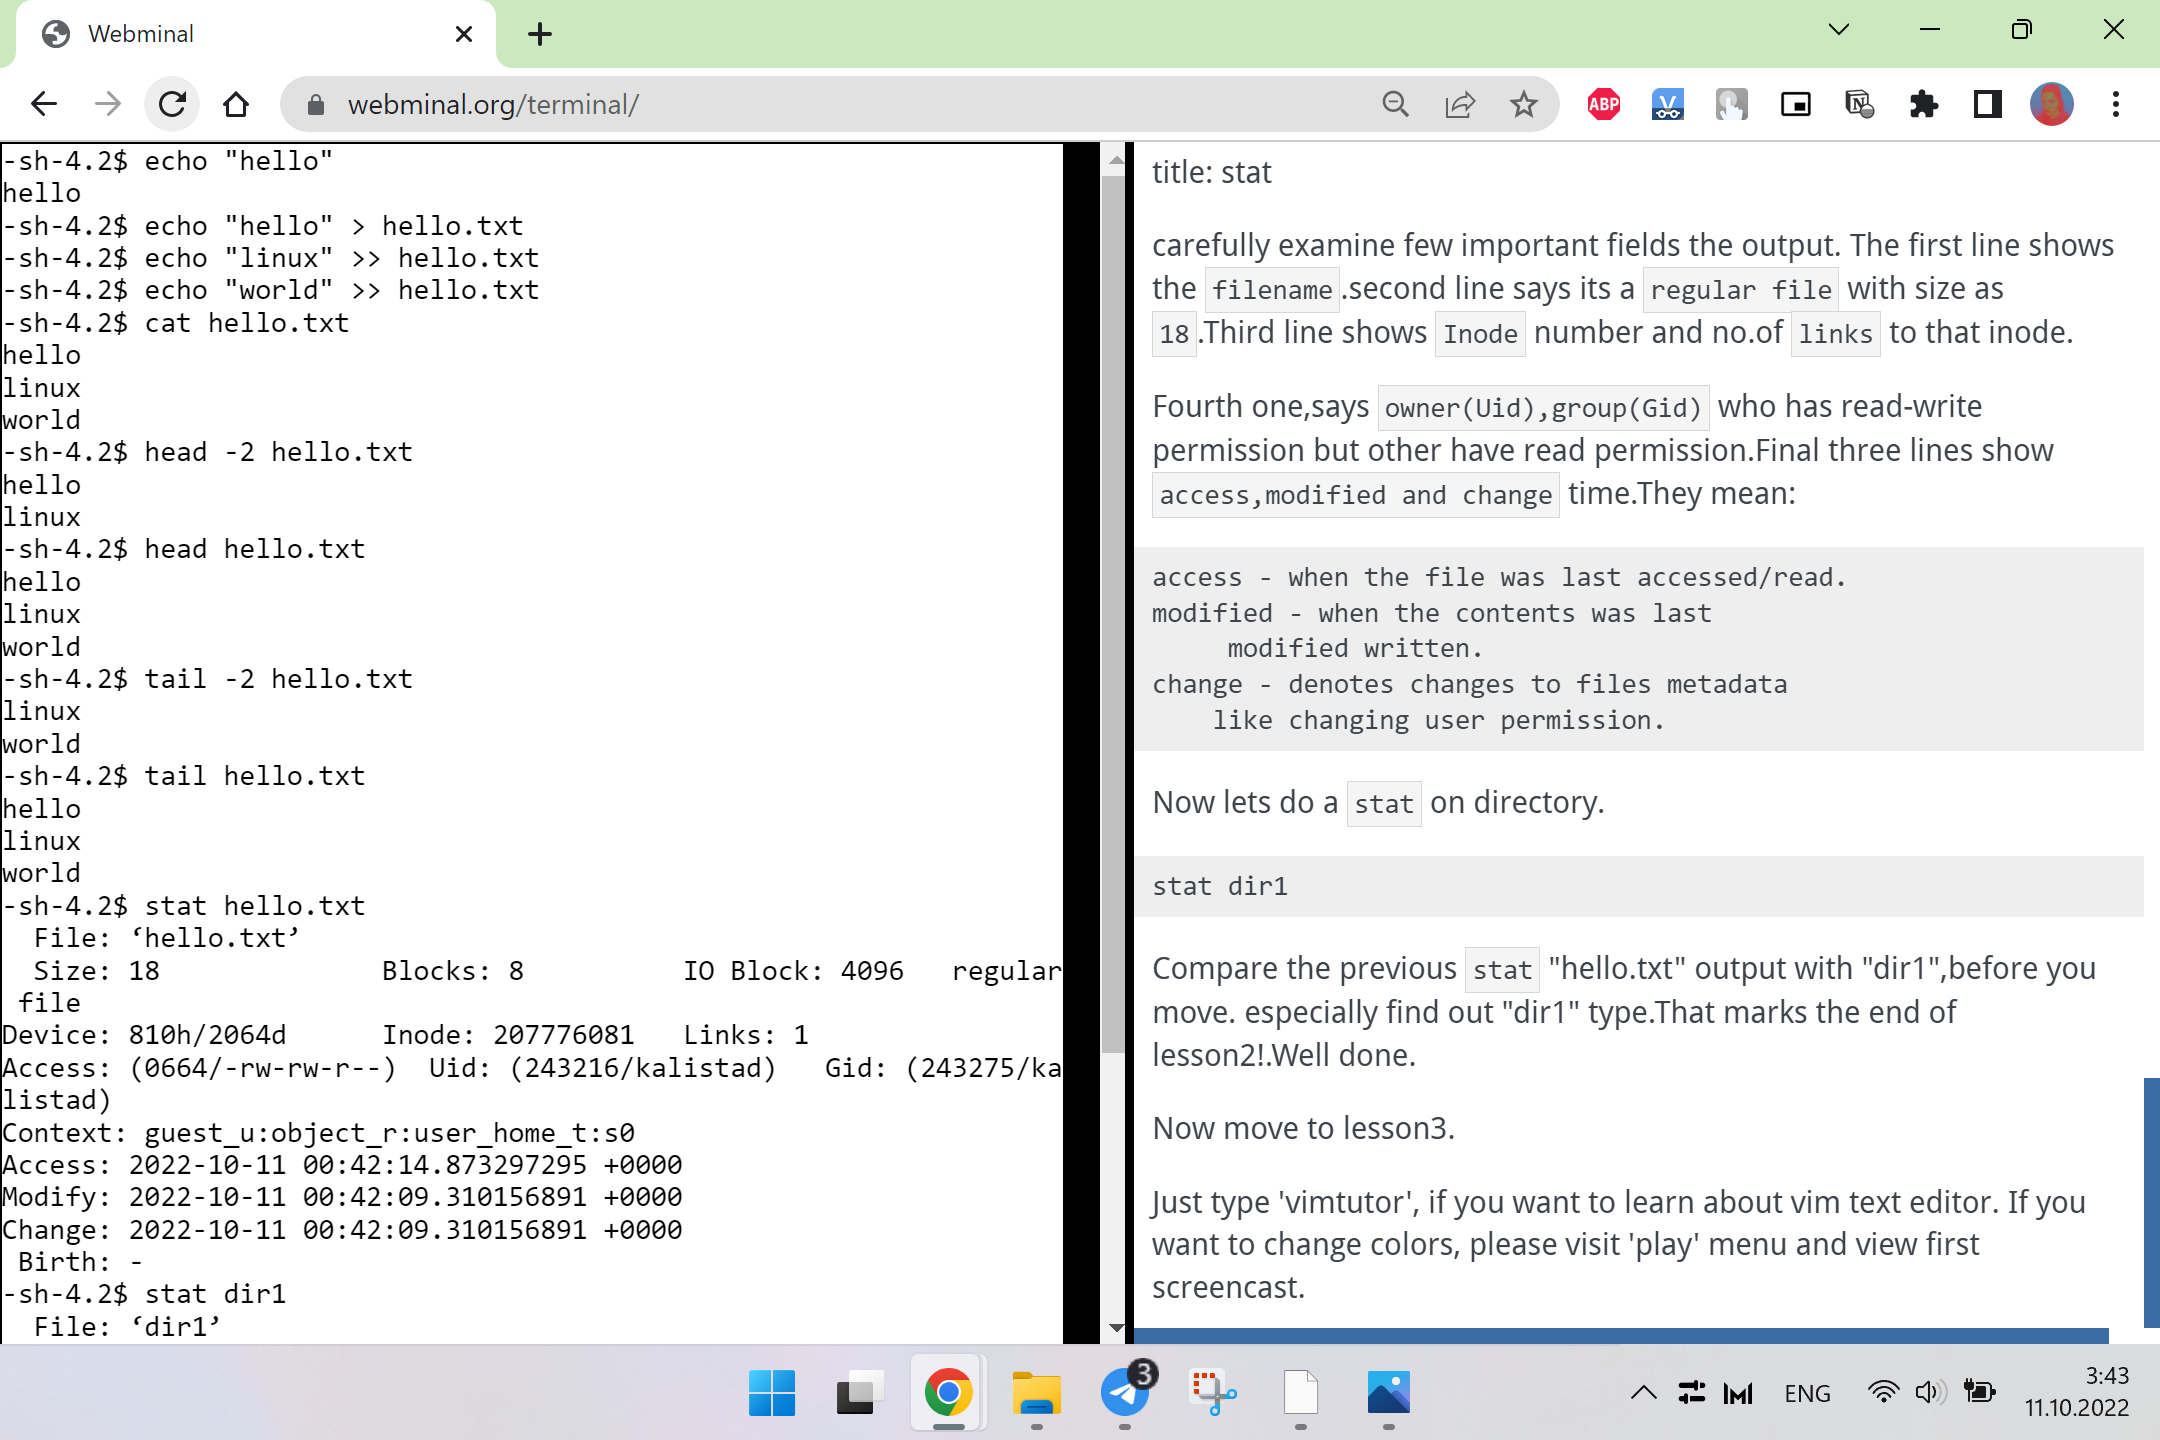 Webminal
webminal.org/terminal/
ABP
-sh-4.2$ echo "hello"
hello
-sh-4.2$ echo "hello" > hello.txt
-sh-4.2$ echo "linux" >> hello.txt
-sh-4.2$ echo "world" >> hello.txt
-sh-4.2$ cat hello.txt
hello
linux
world
-sh-4.2$ head -2 hello.txt
hello
linux
-sh-4.2$ head hello.txt
hello
linux
world
-sh-4.2$ tail -2 hello.txt
linux
world
-sh-4.2$ tail hello.txt
hello
linux
world
-sh-4.2$ stat hello.txt
File: ‘hello.txt’
Size: 18 Blocks: 8 IO Block: 4096 regular
file
Device: 810h/2064d Inode: 207776081 Links: 1
Access: (0664/-rw-rw-r--) Uid: (243216/kalistad) Gid: (243275/ka
listad)
Context: guest_u:object_r:user_home_t:s0
Access: 2022-10-11 00:42:14.873297295 +0000
Modify: 2022-10-11 00:42:09.310156891 +0000
Change: 2022-10-11 00:42:09.310156891 +0000
Birth: -
-sh-4.2$ stat dir1
File: ‘dir1’
title: stat
carefully examine few important fields the output. The first line shows
the filename.second line says its a regular file with size as
18.Third line shows Inode number and no.of links to that inode.
Fourth one,says owner(Uid),group(Gid) who has read-write
permission but other have read permission.Final three lines show
access,modified and change time.They mean:
access - when the file was last accessed/read.
modified - when the contents was last
modified written.
change - denotes changes to files metadata
like changing user permission.
Now lets do a stat on directory.
stat dir1
Compare the previous stat "hello.txt" output with "dir1",before you
move. especially find out "dir1" type.That marks the end of
lesson2!.Well done.
Now move to lesson3.
Just type 'vimtutor', if you want to learn about vim text editor. If you
want to change colors, please visit 'play' menu and view first
screencast.
3
ENG
3:43
11.10.2022